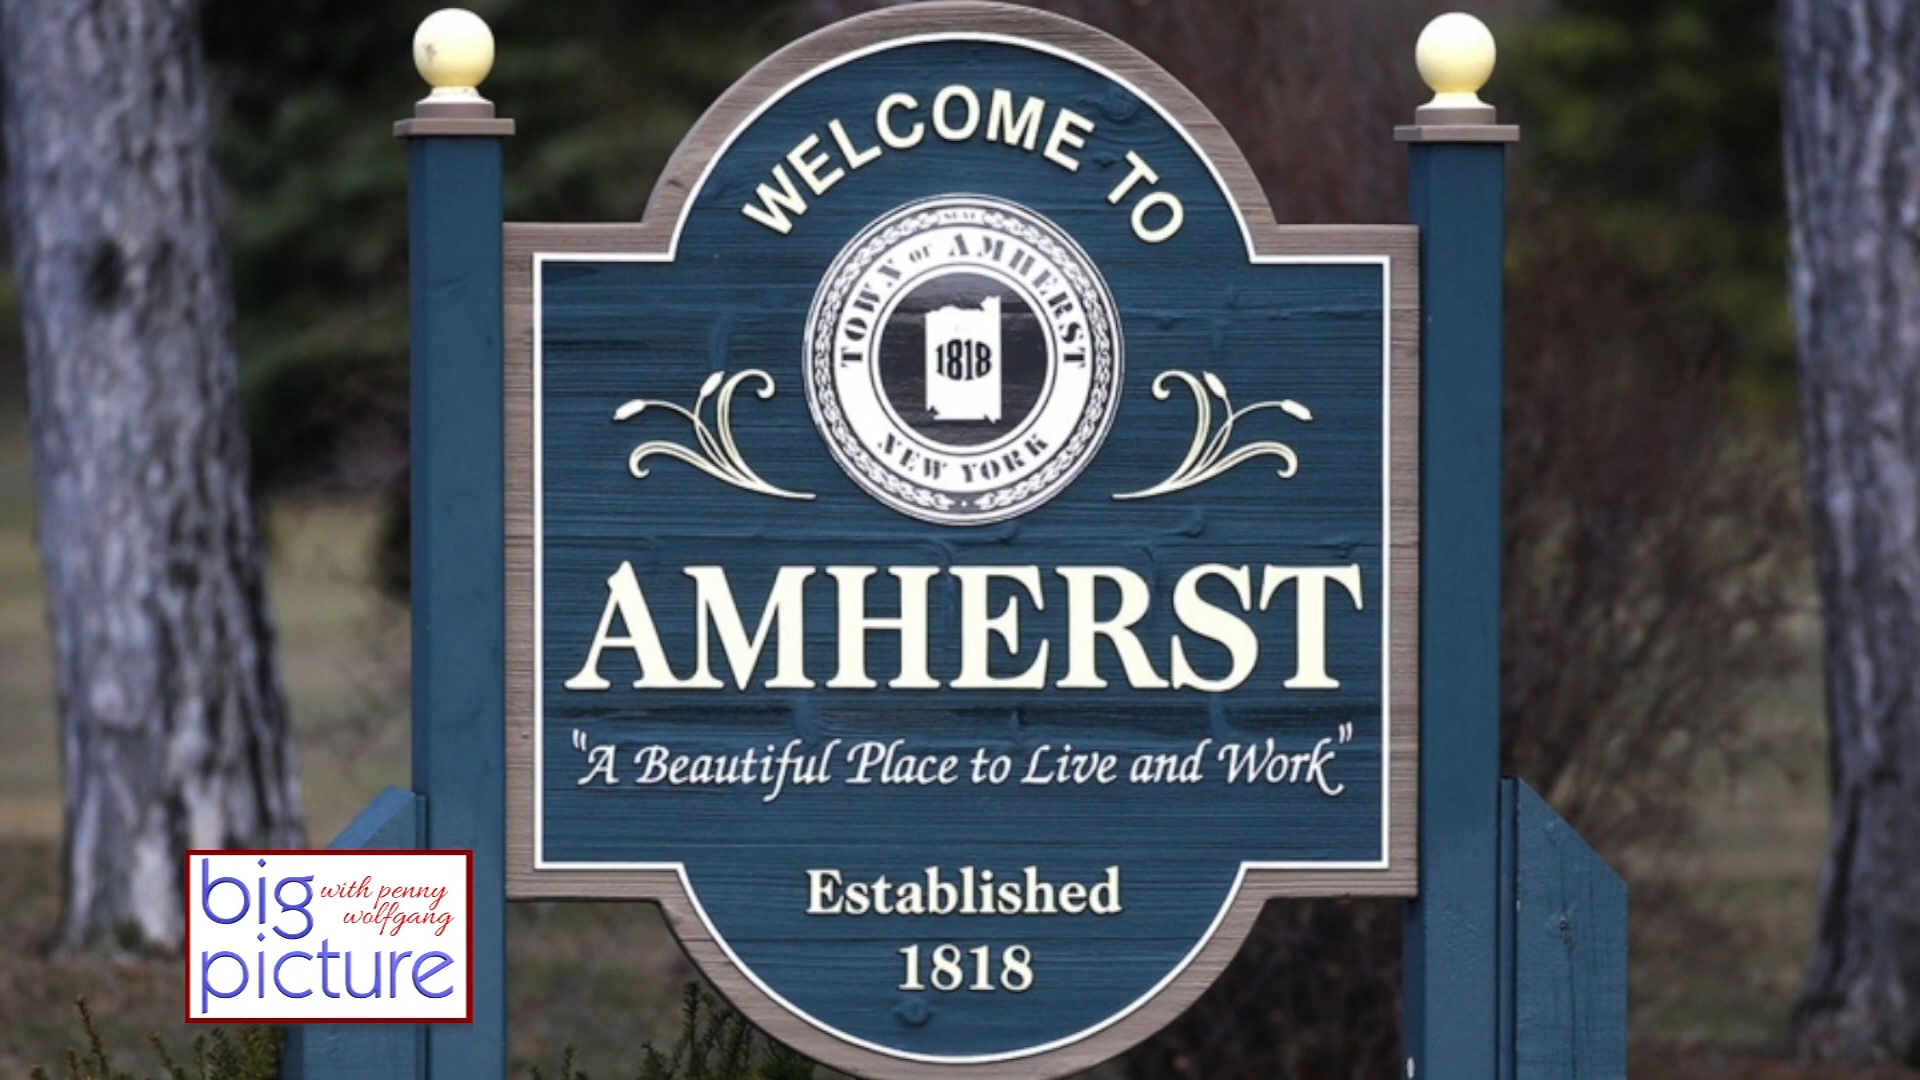 WELCOME TO
SEAL
TOWN OF AMHERST
1818
NEW YORK
AMHERST
"A Beautiful Place to Live and Work"
Established
1818
big with penny
wolfgang
picture